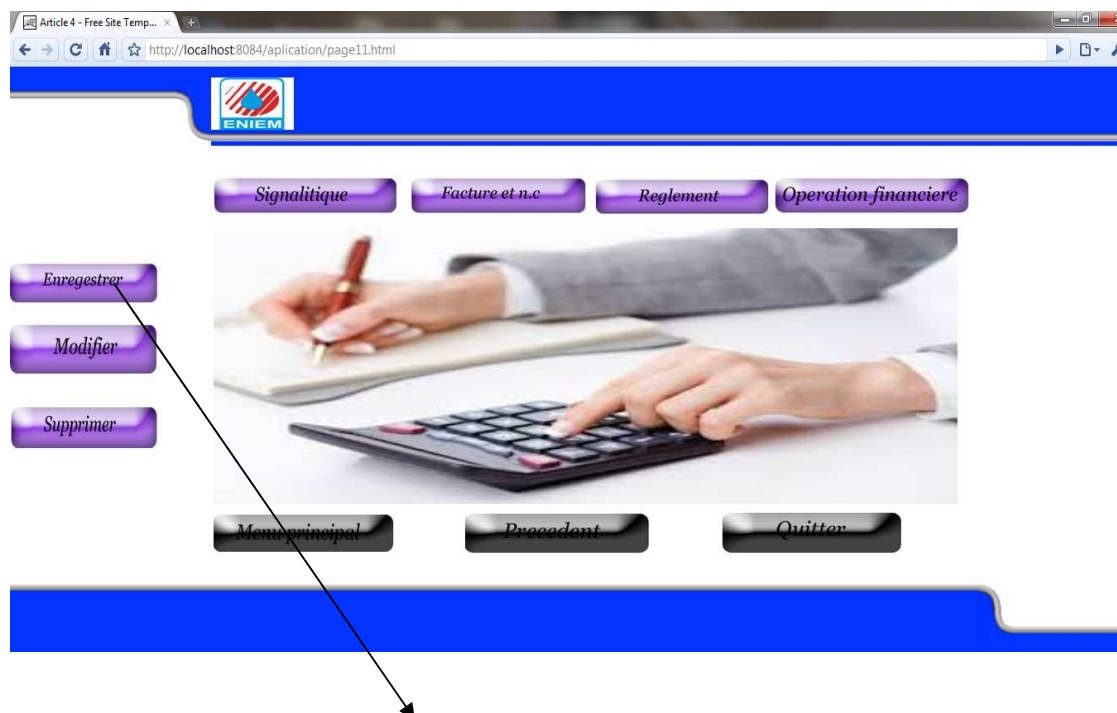 Article 4 - Free Site Temp...
http://localhost:8084/aplication/page11.html
ENIEM
Signalitique Facture et n.c Reglement Operation financiere
Enregestrer
Modifier
Supprimer
Menu principal Precedent Quitter